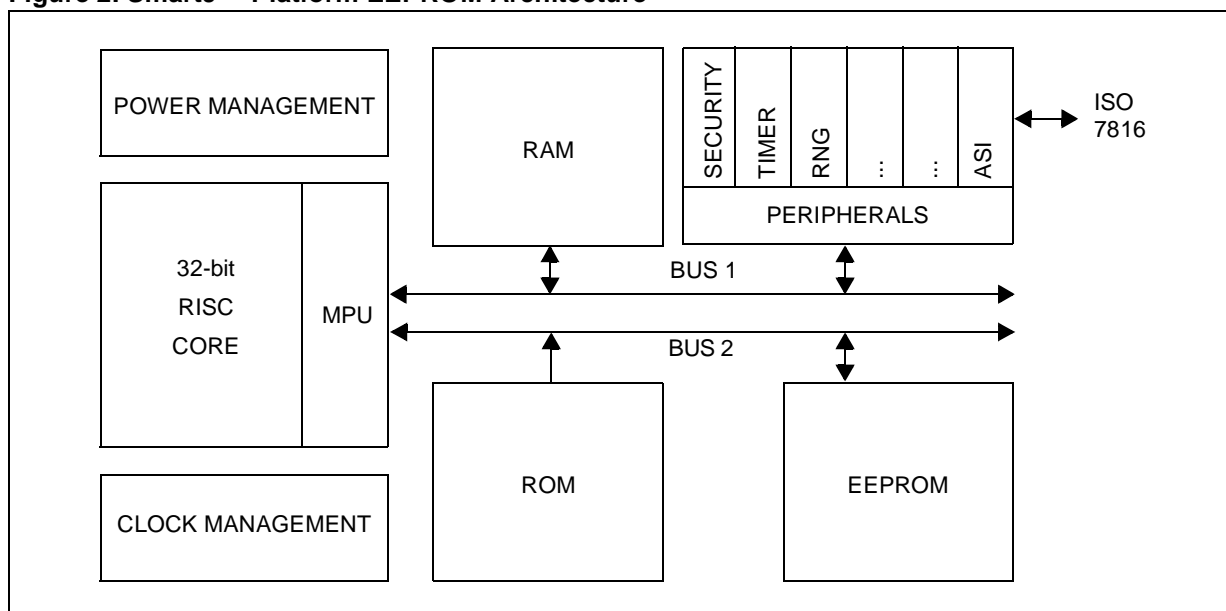 POWER MANAGEMENT
32-bit
RISC
CORE
MPU
CLOCK MANAGEMENT
RAM
SECURITY
TIMER
RNG
...
...
ASI
PERIPHERALS
ISO
7816
BUS 1
BUS 2
ROM
EEPROM